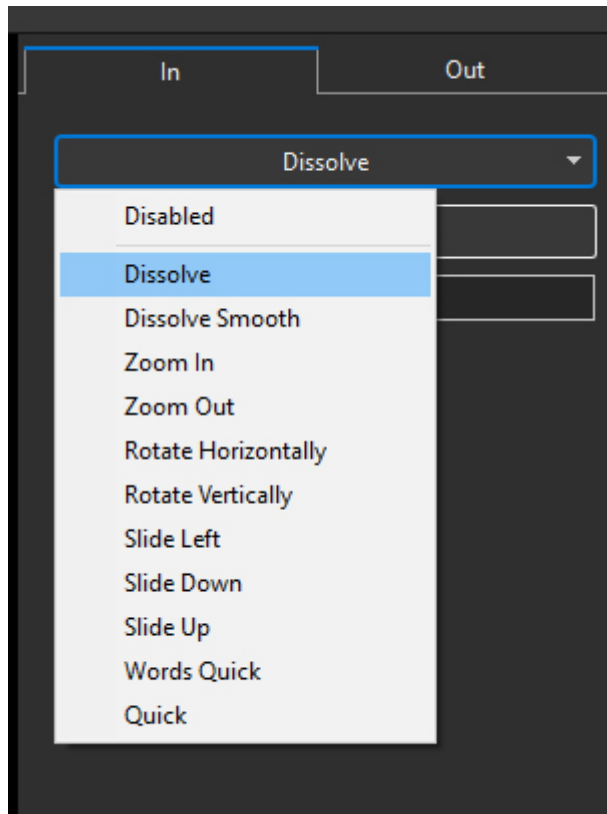 In
Out
Dissolve
Disabled
Dissolve
Dissolve Smooth
Zoom In
Zoom Out
Rotate Horizontally
Rotate Vertically
Slide Left
Slide Down
Slide Up
Words Quick
Quick